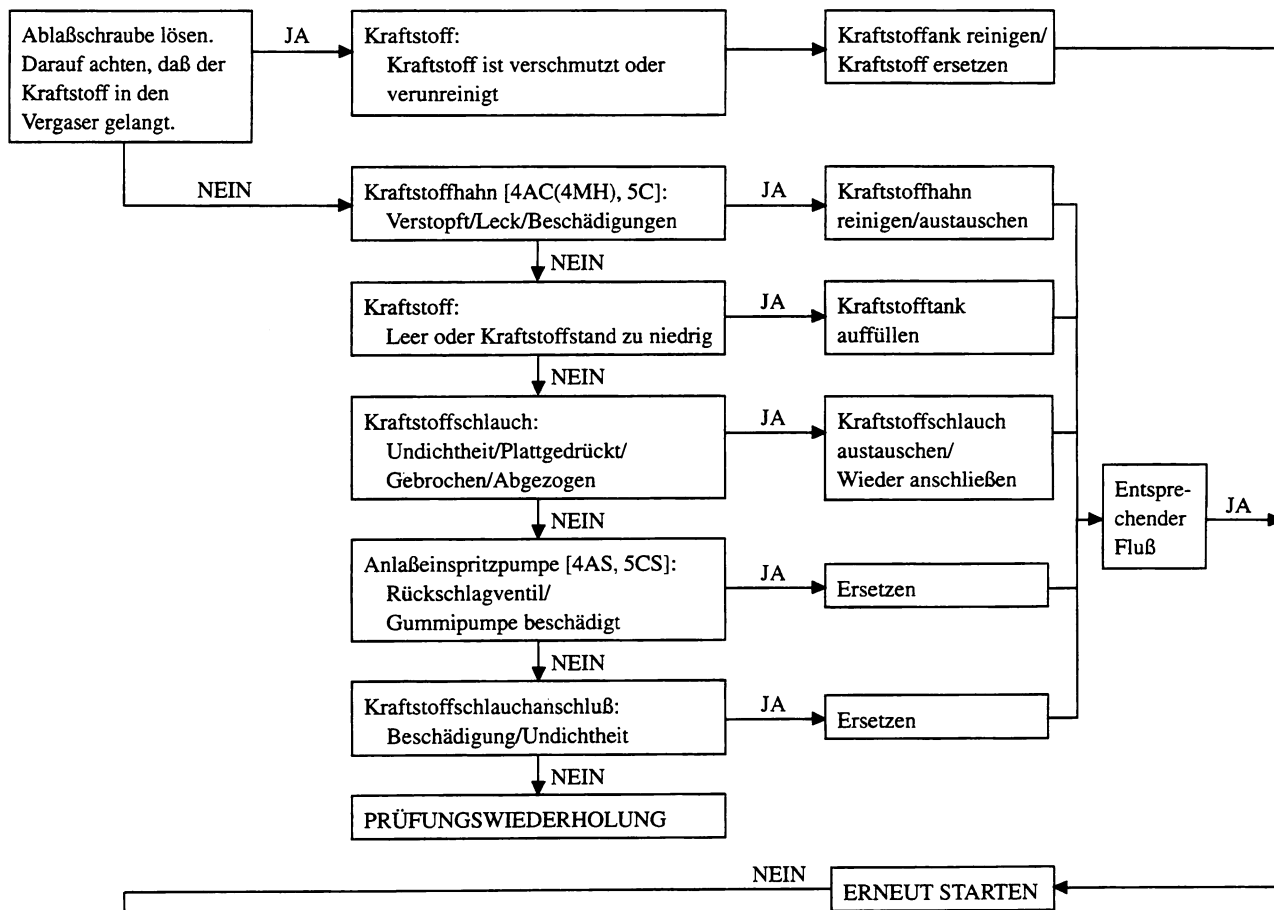 Ablaßschraube lösen.
Darauf achten, daß der
Kraftstoff in den
Vergaser gelangt.
JA
Kraftstoff:
Kraftstoff ist verschmutzt oder
verunreinigt
Kraftstoffank reinigen/
Kraftstoff ersetzen
NEIN
Kraftstoffhahn [4AC(4MH), 5C]:
Verstopft/Leck/Beschädigungen
JA
Kraftstoffhahn
reinigen/austauschen
NEIN
Kraftstoff:
Leer oder Kraftstoffstand zu niedrig
JA
Kraftstofftank
auffüllen
NEIN
Kraftstoffschlauch:
Undichtheit/Plattgedrückt/
Gebrochen/Abgezogen
JA
Kraftstoffschlauch
austauschen/
Wieder anschließen
NEIN
Anlaßeinspritzpumpe [4AS, 5CS]:
Rückschlagventil/
Gummipumpe beschädigt
JA
Ersetzen
Entspre-
chender
Fluß
JA
NEIN
Kraftstoffschlauchanschluß:
Beschädigung/Undichtheit
JA
Ersetzen
NEIN
PRÜFUNGSWIEDERHOLUNG
NEIN
ERNEUT STARTEN